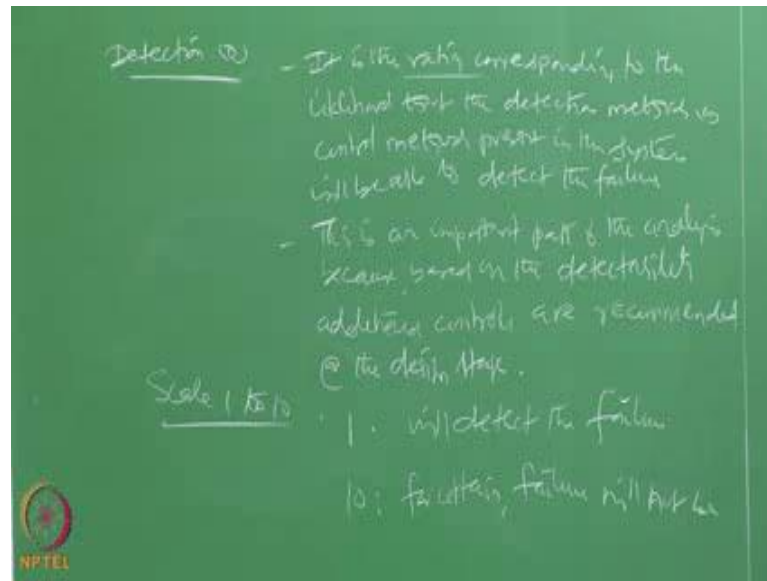 Detection (D)
- It is the rating corresponding to the
likelihood that the detection methods or
control methods present in the system
will be able to detect the failure
- This is an important part of the analysis
because based on the detectability
additional controls are recommended
@ the design stage.
Scale 1 to 10
1. will detect the failure
10: for certain, failure will not be
NPTEL